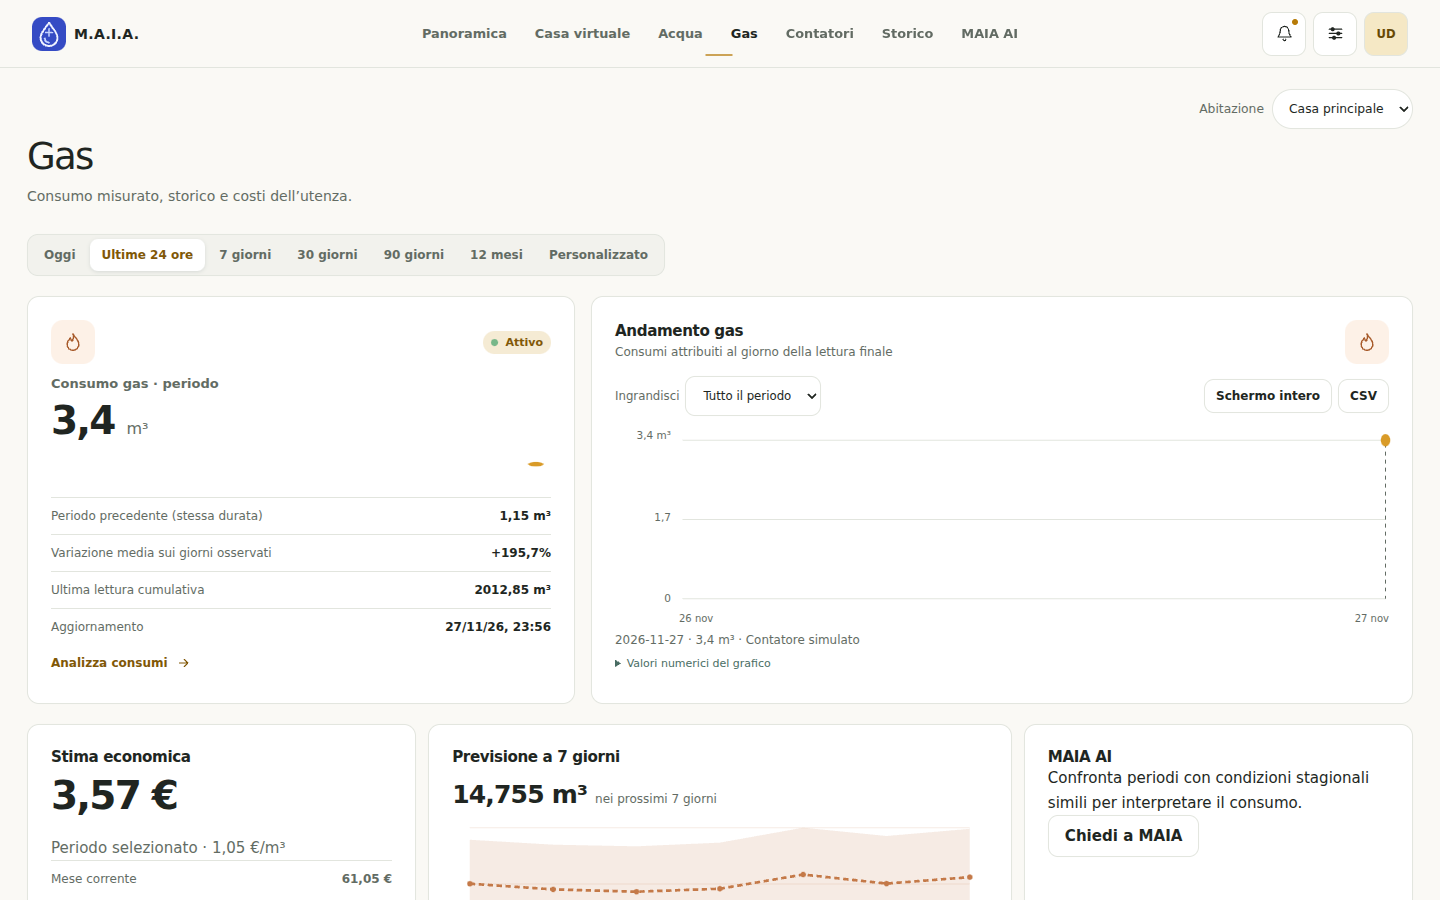 M.A.I.A.
Panoramica
Casa virtuale
Acqua
Gas
Contatori
Storico
MAIA AI
UD
Abitazione
Casa principale
Gas
Consumo misurato, storico e costi dell’utenza.
Oggi
Ultime 24 ore
7 giorni
30 giorni
90 giorni
12 mesi
Personalizzato
Attivo
Consumo gas · periodo
3,4 m³
Periodo precedente (stessa durata) 1,15 m³
Variazione media sui giorni osservati +195,7%
Ultima lettura cumulativa 2012,85 m³
Aggiornamento 27/11/26, 23:56
Analizza consumi
Andamento gas
Consumi attribuiti al giorno della lettura finale
Ingrandisci Tutto il periodo
Schermo intero
CSV
3,4 m³
1,7
0
26 nov
27 nov
2026-11-27 · 3,4 m³ · Contatore simulato
Valori numerici del grafico
Stima economica
3,57 €
Periodo selezionato · 1,05 €/m³
Mese corrente 61,05 €
Previsione a 7 giorni
14,755 m³ nei prossimi 7 giorni
MAIA AI
Confronta periodi con condizioni stagionali
simili per interpretare il consumo.
Chiedi a MAIA